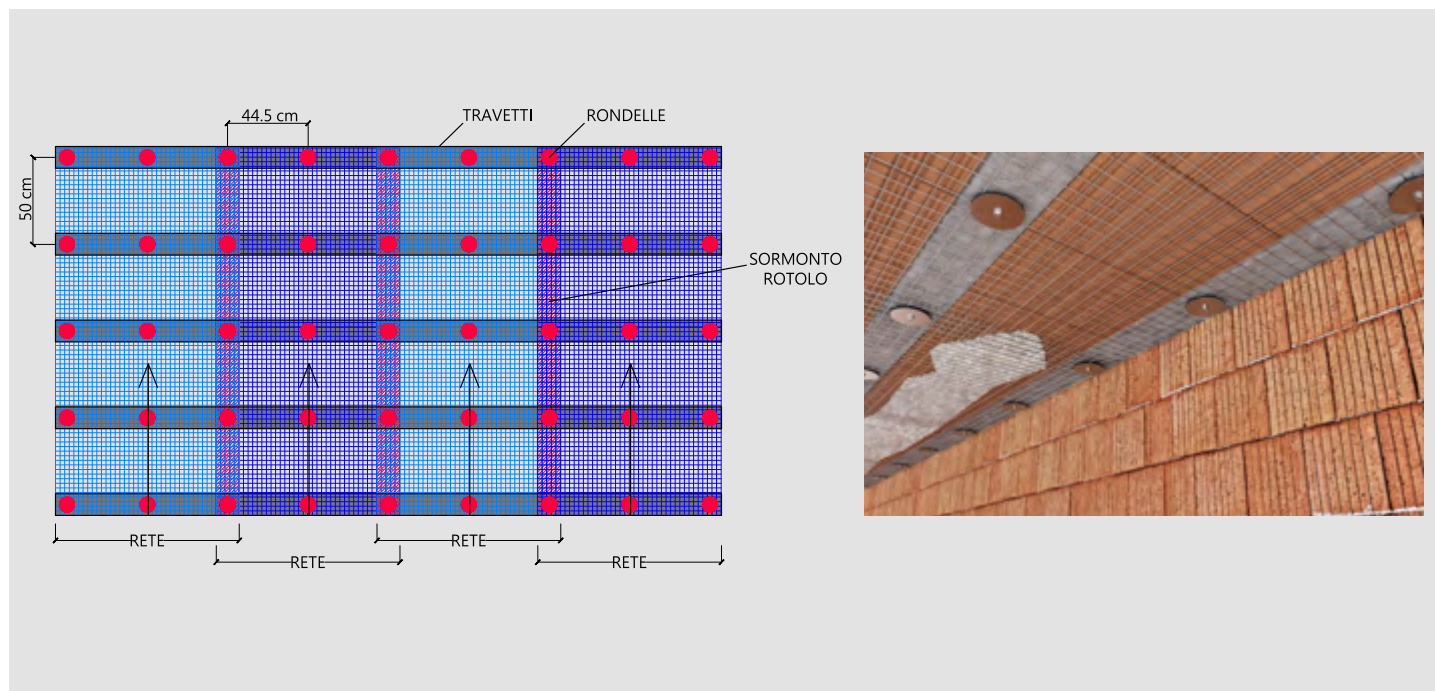 44.5 cm
TRAVETTI
RONDELLE
50 cm
SORMONTO
ROTOLO
RETE
RETE
RETE
RETE